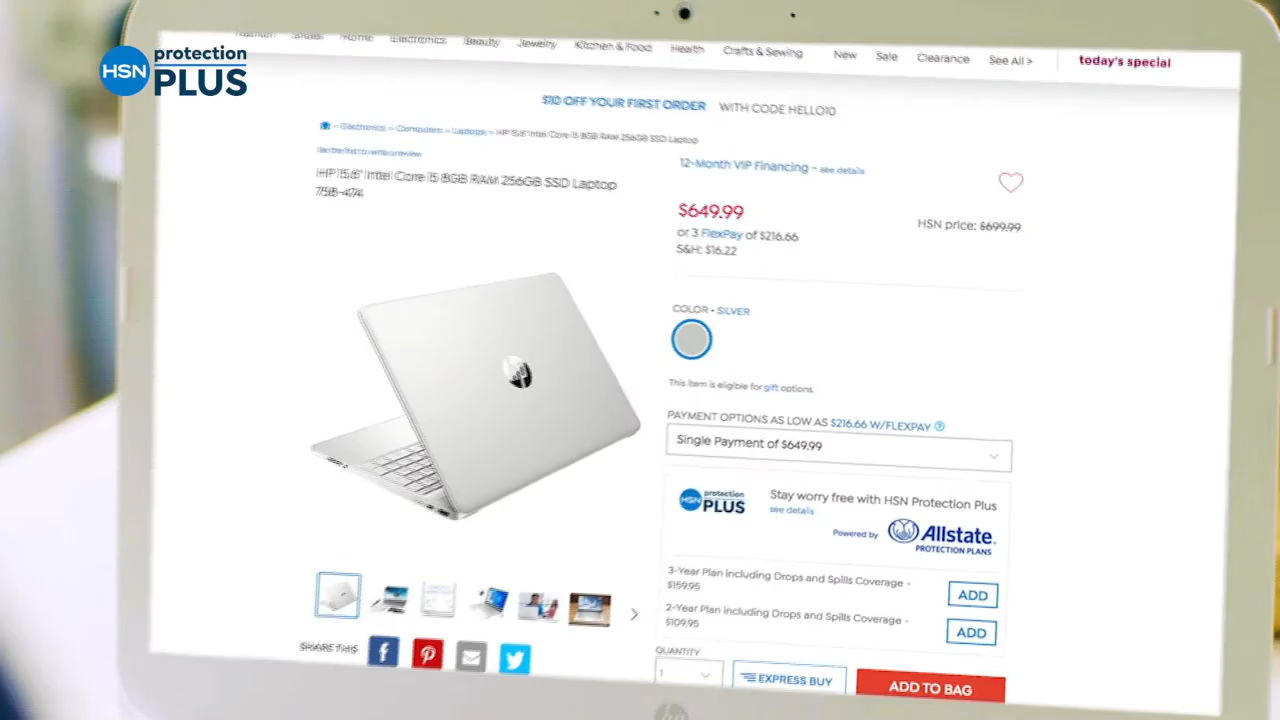 HSN protection PLUS
Fashion Shoes Home Electronics Beauty Jewelry Kitchen & Food Health Crafts & Sewing New Sale Clearance See All > today's special
$10 OFF YOUR FIRST ORDER WITH CODE HELLO10
> Electronics > Computers > Laptops > HP 15.6" Intel Core i5 8GB RAM 256GB SSD Laptop
Be the first to write a review
12-Month VIP Financing - see details
HP 15.6" Intel Core i5 8GB RAM 256GB SSD Laptop
758-474
$649.99
HSN price: $699.99
or 3 FlexPay of $216.66
S&H: $16.22
COLOR • SILVER
This item is eligible for gift options.
PAYMENT OPTIONS AS LOW AS $216.66 W/FLEXPAY
Single Payment of $649.99
HSN protection PLUS
Stay worry free with HSN Protection Plus
see details
Powered by Allstate.
PROTECTION PLANS
3-Year Plan including Drops and Spills Coverage -
$159.95
ADD
2-Year Plan including Drops and Spills Coverage -
$109.95
ADD
SHARE THIS
QUANTITY
1
EXPRESS BUY
ADD TO BAG
hp